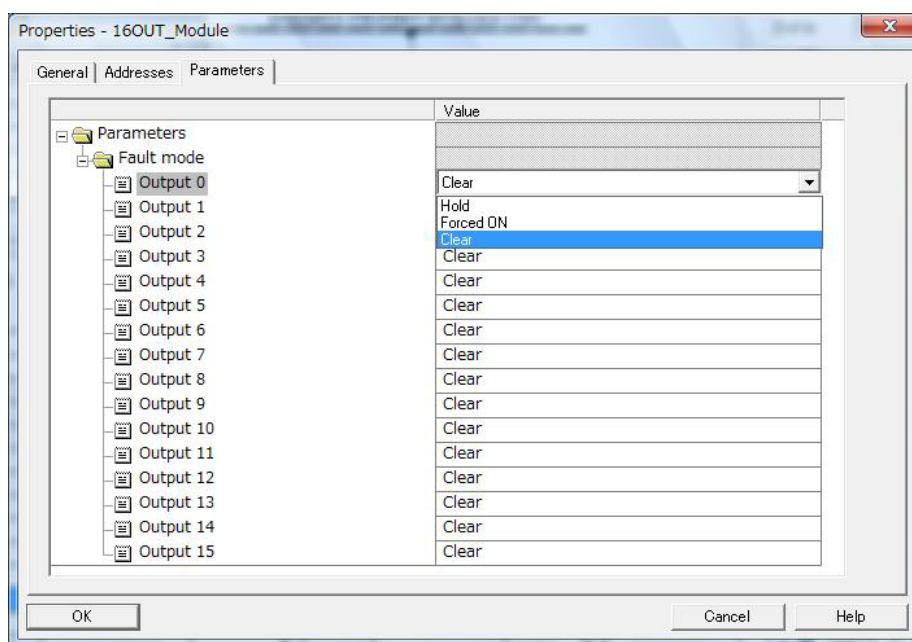 Properties - 16OUT_Module
General Addresses Parameters
Value
Parameters
Fault mode
Output 0 Clear
Output 1 Hold
Forced ON
Output 2 Clear
Output 3 Clear
Output 4 Clear
Output 5 Clear
Output 6 Clear
Output 7 Clear
Output 8 Clear
Output 9 Clear
Output 10 Clear
Output 11 Clear
Output 12 Clear
Output 13 Clear
Output 14 Clear
Output 15 Clear
OK Cancel Help